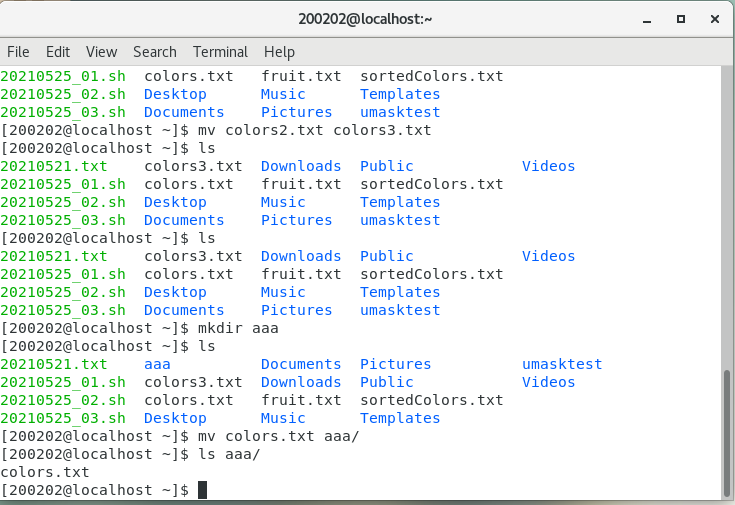 200202@localhost:~
File Edit View Search Terminal Help
20210525_01.sh  colors.txt   fruit.txt  sortedColors.txt
20210525_02.sh  Desktop      Music      Templates
20210525_03.sh  Documents    Pictures   umasktest
[200202@localhost ~]$ mv colors2.txt colors3.txt
[200202@localhost ~]$ ls
20210521.txt    colors3.txt  Downloads  Public            Videos
20210525_01.sh  colors.txt   fruit.txt  sortedColors.txt
20210525_02.sh  Desktop      Music      Templates
20210525_03.sh  Documents    Pictures   umasktest
[200202@localhost ~]$ ls
20210521.txt    colors3.txt  Downloads  Public            Videos
20210525_01.sh  colors.txt   fruit.txt  sortedColors.txt
20210525_02.sh  Desktop      Music      Templates
20210525_03.sh  Documents    Pictures   umasktest
[200202@localhost ~]$ mkdir aaa
[200202@localhost ~]$ ls
20210521.txt    aaa          Documents  Pictures          umasktest
20210525_01.sh  colors3.txt  Downloads  Public            Videos
20210525_02.sh  colors.txt   fruit.txt  sortedColors.txt
20210525_03.sh  Desktop      Music      Templates
[200202@localhost ~]$ mv colors.txt aaa/
[200202@localhost ~]$ ls aaa/
colors.txt
[200202@localhost ~]$